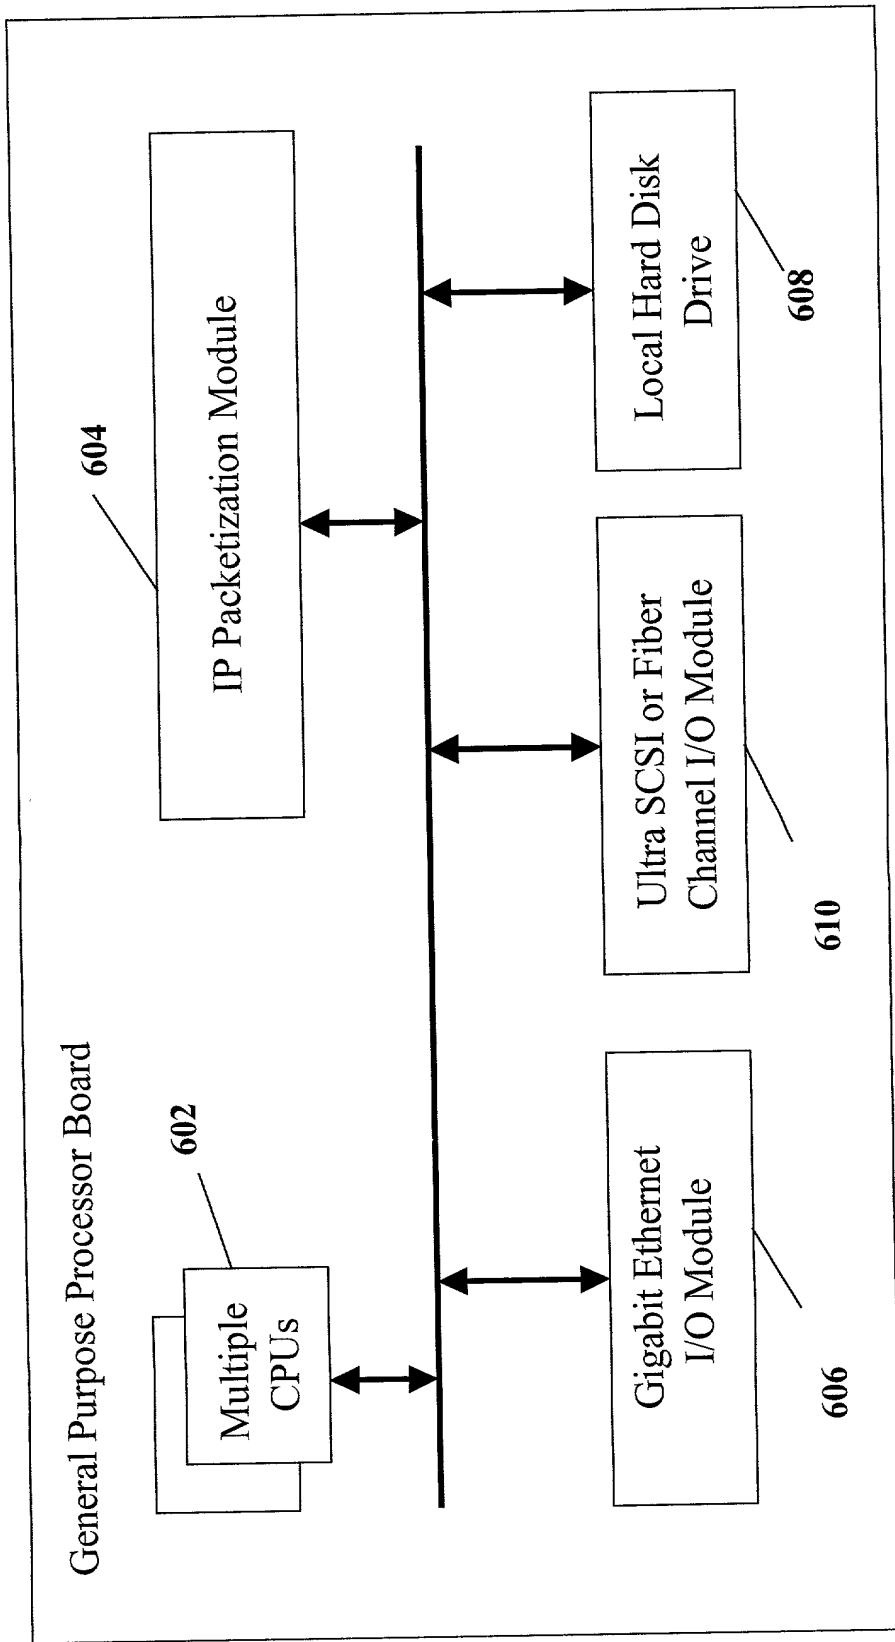 General Purpose Processor Board
602
Multiple
CPUs
604
IP Packetization Module
Gigabit Ethernet
I/O Module
606
Ultra SCSI or Fiber
Channel I/O Module
610
Local Hard Disk
Drive
608